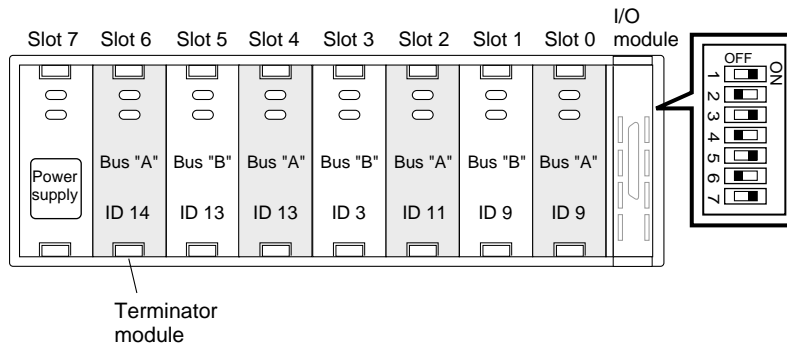 I/O
module
Slot 7 Slot 6 Slot 5 Slot 4 Slot 3 Slot 2 Slot 1 Slot 0
OFF
ON
1
2
3
4
5
6
7
Power
supply
Bus "A" Bus "B" Bus "A" Bus "B" Bus "A" Bus "B" Bus "A"
ID 14 ID 13 ID 13 ID 3 ID 11 ID 9 ID 9
Terminator
module